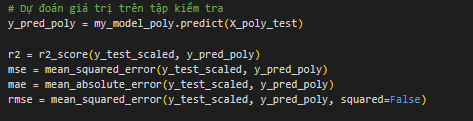 # Dự đoán giá trị trên tập kiểm tra
y_pred_poly = my_model_poly.predict(X_poly_test)
r2 = r2_score(y_test_scaled, y_pred_poly)
mse = mean_squared_error(y_test_scaled, y_pred_poly)
mae = mean_absolute_error(y_test_scaled, y_pred_poly)
rmse = mean_squared_error(y_test_scaled, y_pred_poly, squared=False)